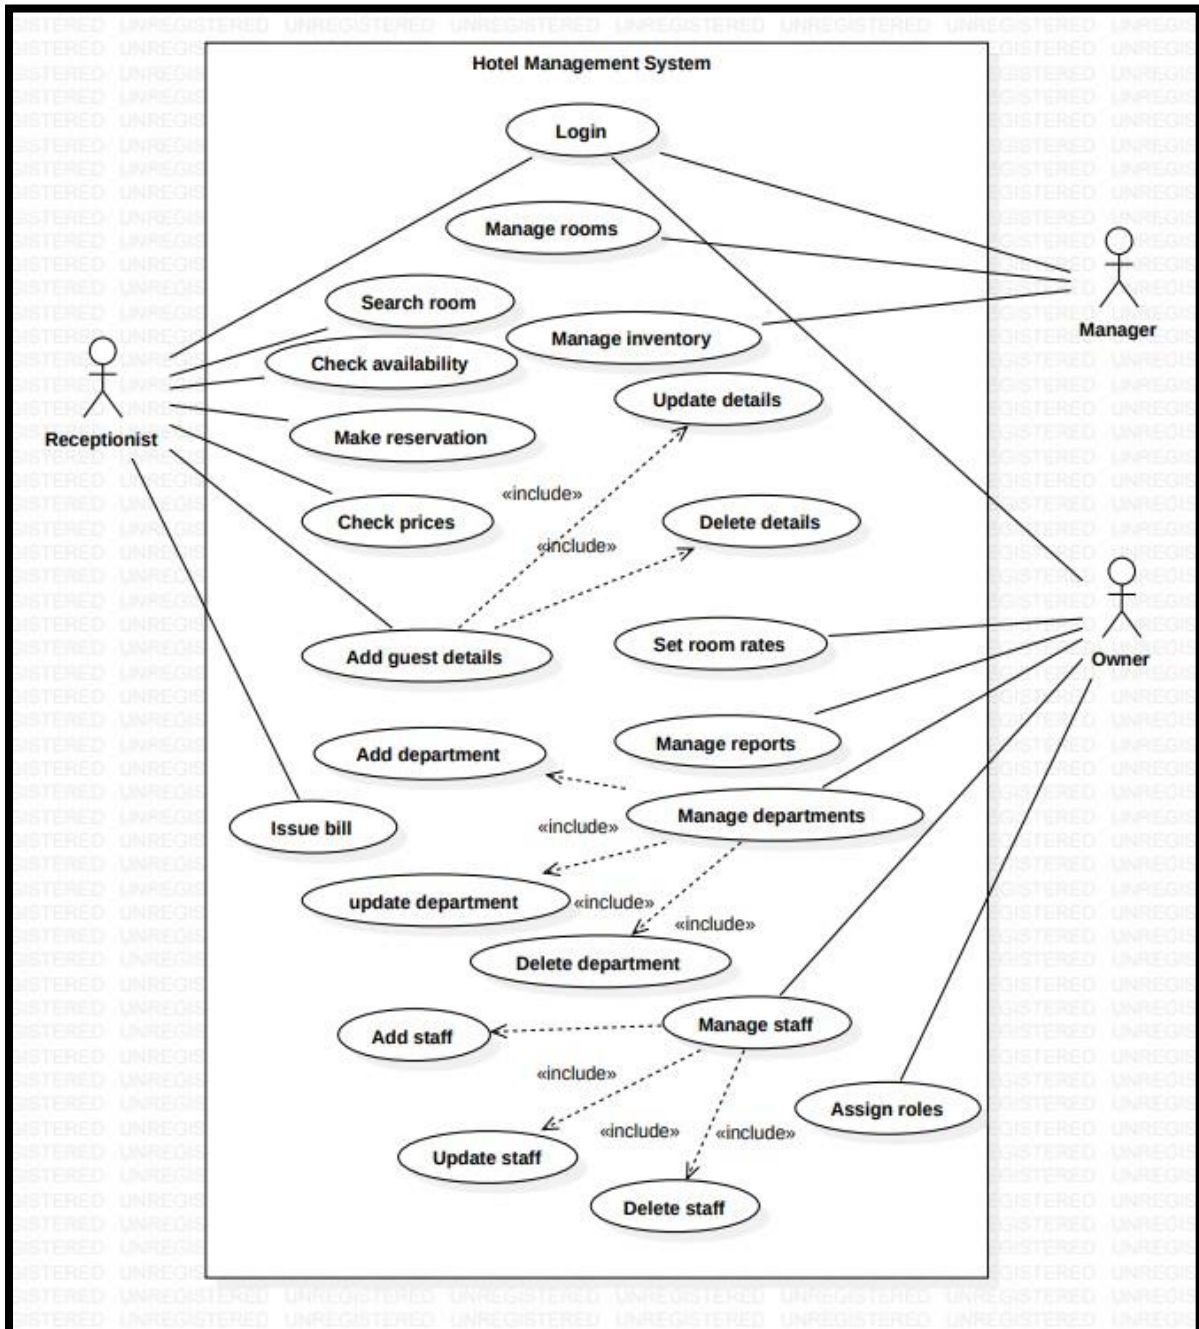 Hotel Management System
Login
Manage rooms
Search room
Manage inventory
Manager
Check availability
Update details
Receptionist
Make reservation
«include»
Check prices
Delete details
«include»
Set room rates
Add guest details
Owner
Manage reports
Add department
Manage departments
Issue bill
«include»
update department
«include»
«include»
Delete department
Manage staff
Add staff
«include»
Assign roles
«include»
«include»
Update staff
Delete staff
UNREGISTERED